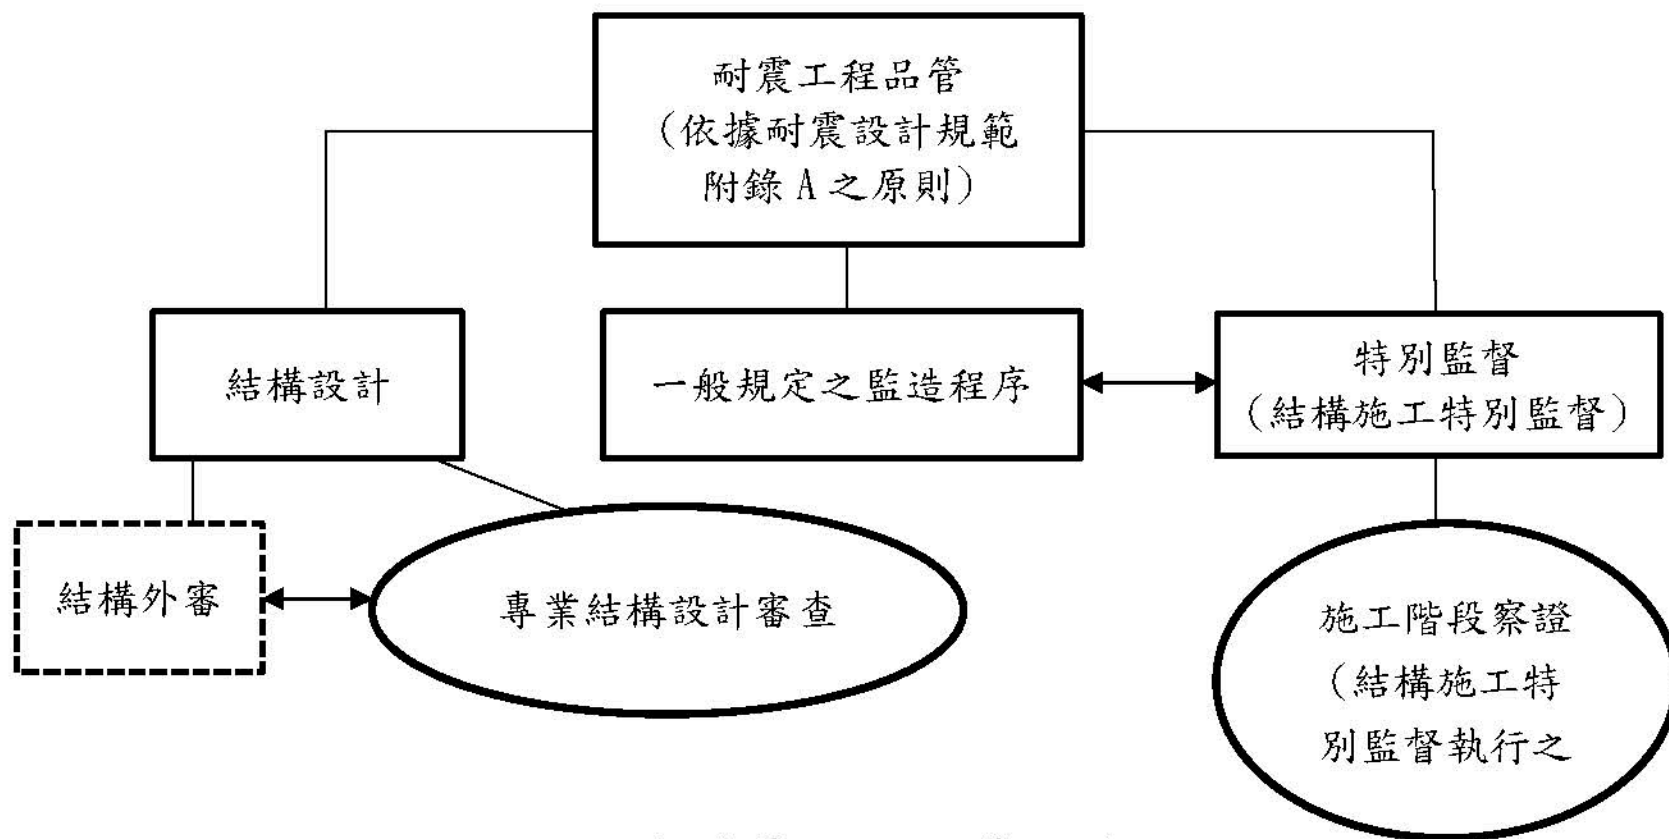 耐震工程品管
(依據耐震設計規範
附錄A之原則)
結構設計
一般規定之監造程序
特別監督
(結構施工特別監督)
結構外審
專業結構設計審查
施工階段察證
(結構施工特
別監督執行之